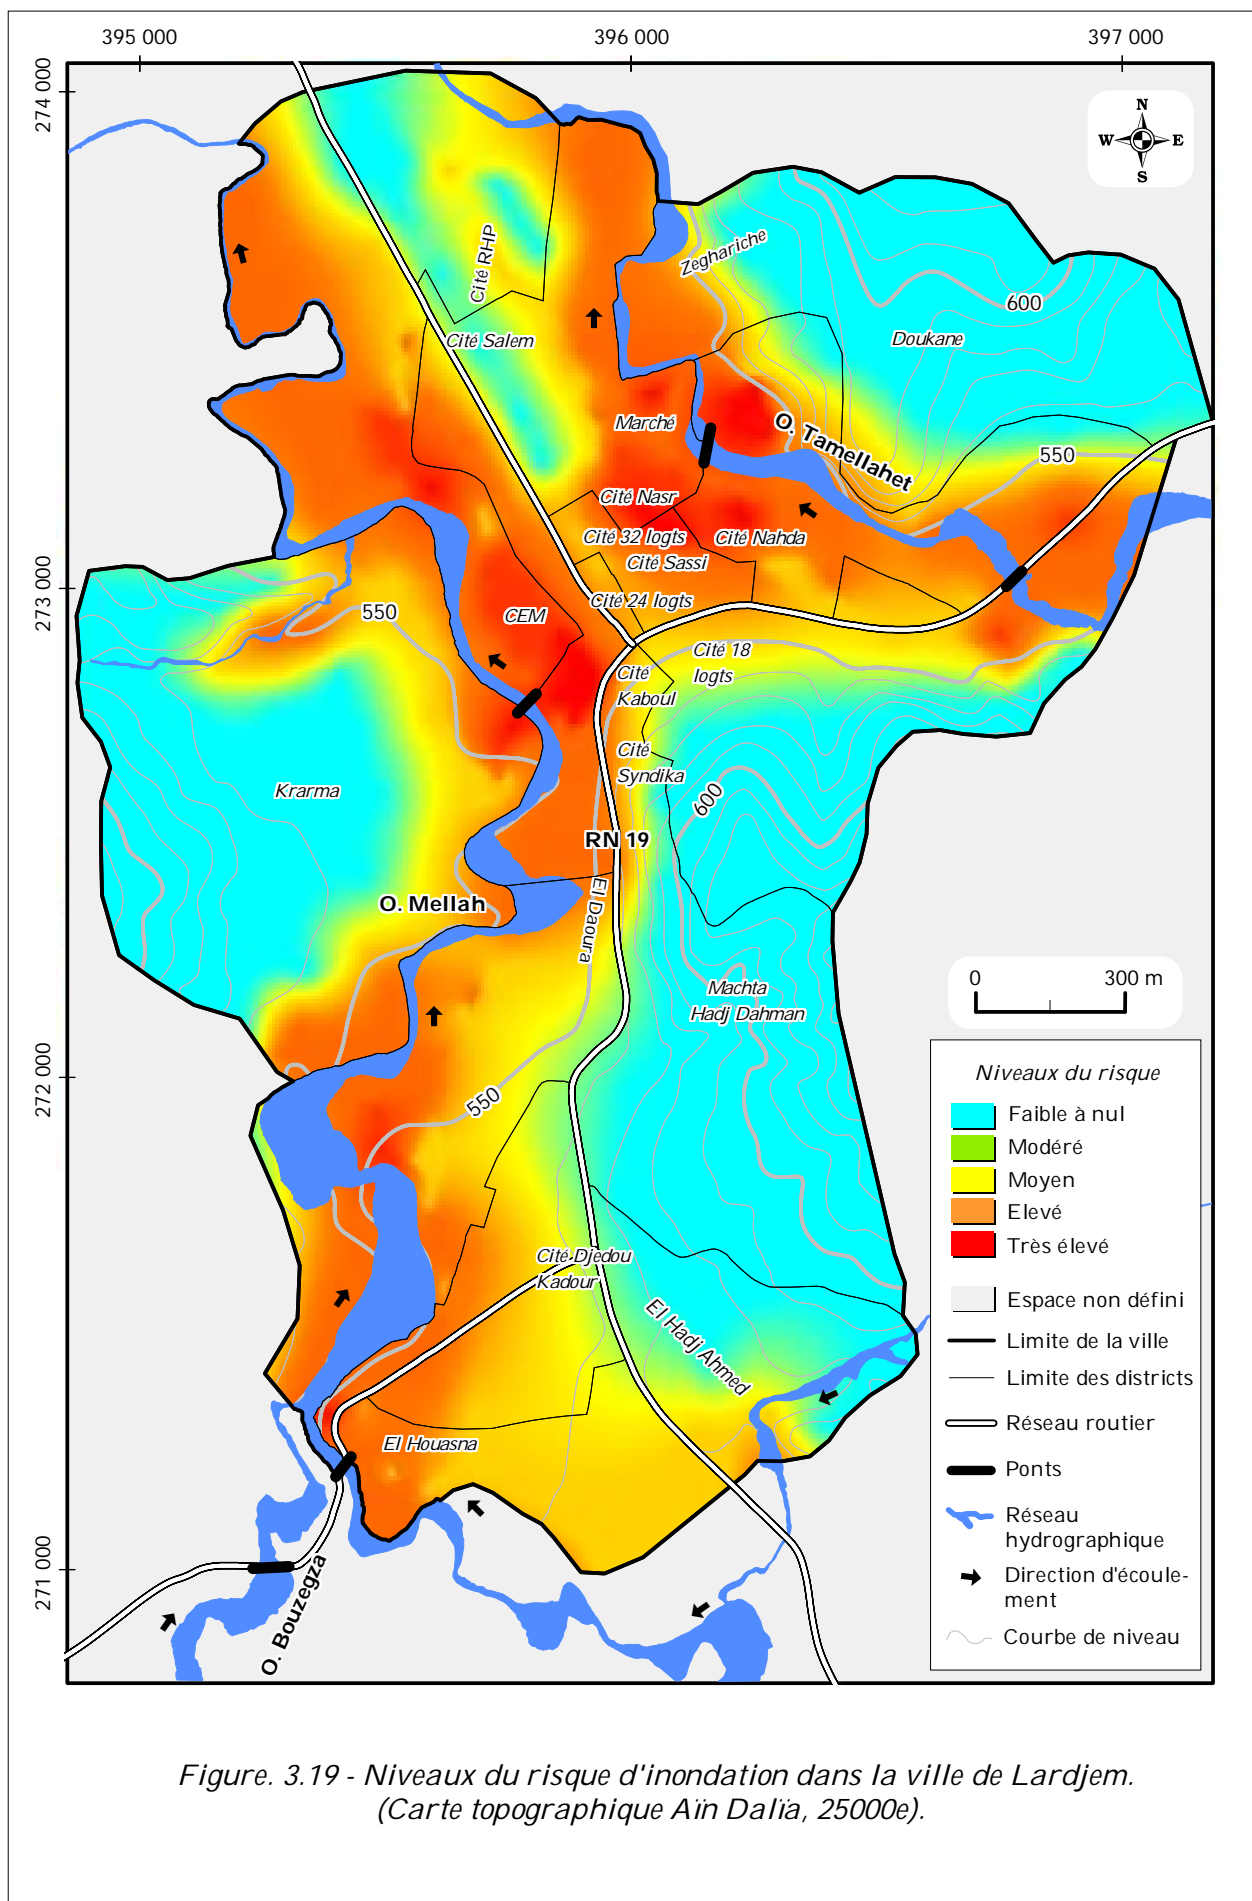 395 000
396 000
397 000
274 000
273 000
272 000
271 000
N
W E
S
Cité RHP
Zeghariche
600
Doukane
Cité Salem
Marché
O. Tamellahet
550
Cité Nasr
Cité 32 logts
Cité Nahda
Cité Sassi
Cité 24 logts
550
CEM
Cité 18
logts
Cité
Kaboul
Cité
Syndika
Krarma
600
RN 19
El Daoura
O. Mellah
Machta
Hadj Dahman
550
Cité Djedou
Kadour
El Hadj Ahmed
El Houasna
O. Bouzegza
0 300 m
Niveaux du risque
Faible à nul
Modéré
Moyen
Elevé
Très élevé
Espace non défini
Limite de la ville
Limite des districts
Réseau routier
Ponts
Réseau
hydrographique
Direction d'écoule-
ment
Courbe de niveau
Figure. 3.19 - Niveaux du risque d'inondation dans la ville de Lardjem.
(Carte topographique Aïn Dalïa, 25000e).